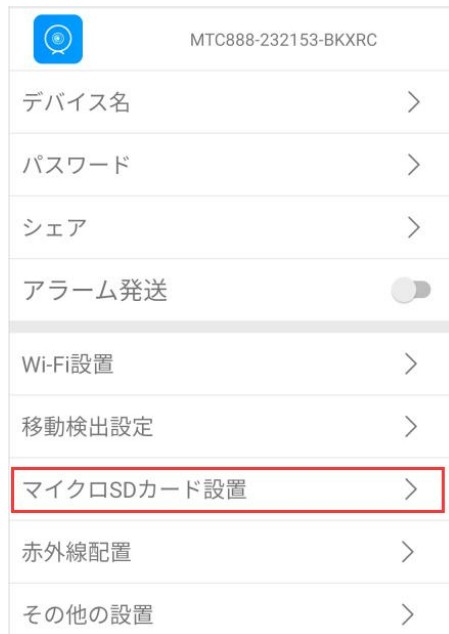 MTC888-232153-BKXRC
デバイス名
パスワード
シェア
アラーム発送
Wi-Fi設置
移動検出設定
マイクロSDカード設置
赤外線配置
その他の設置